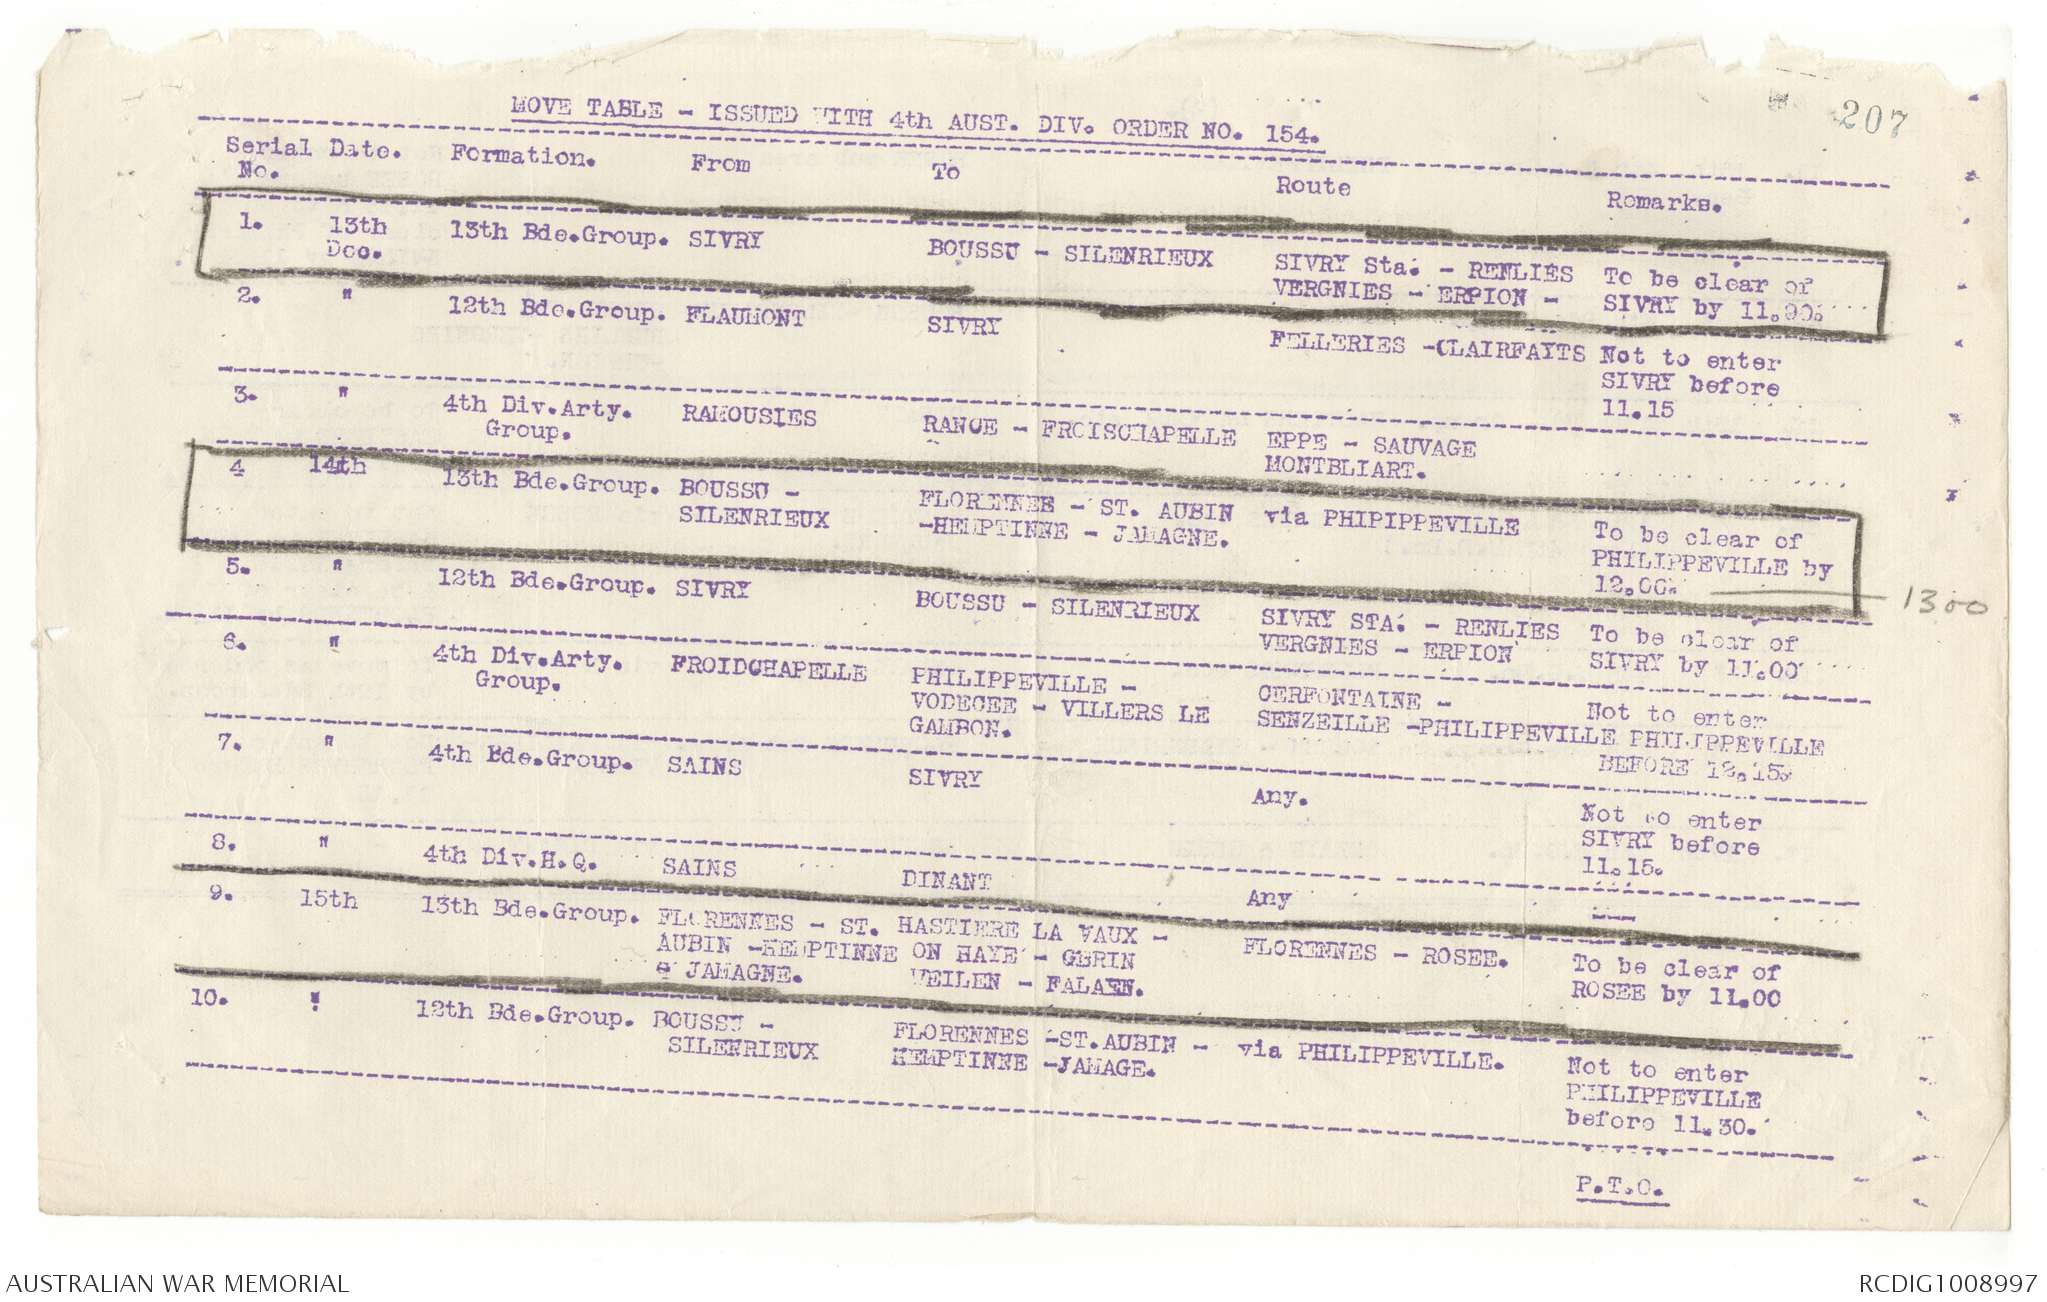 207
MOVE TABLE - ISSUED WITH 4th AUST. DIV. ORDER NO. 154.
Serial No. Date. Formation. From To Route Remarks.
1. 13th Dec. 13th Bde.Group. SIVRY BOUSSU - SILENRIEUX SIVRY Sta. - RENLIES To be clear of
VERGNIES - ERPION - SIVRY by 11.00.
2. " 12th Bde.Group. FLAUMONT SIVRY FELLERIES -CLAIRFAYTS Not to enter
SIVRY before
11.15
3. " 4th Div.Arty. RAMOUSIES RANCE - FROISCHAPELLE EPPE - SAUVAGE
Group. MONTBLIART.
4 14th 13th Bde.Group. BOUSSU - FLORENNES - ST. AUBIN via PHIPIPPEVILLE To be clear of
SILENRIEUX -HEMPTINNE - JAMAGNE. PHILIPPEVILLE by
12.00. 1300
5. " 12th Bde.Group. SIVRY BOUSSU - SILENRIEUX SIVRY STA. - RENLIES To be clear of
VERGNIES - ERPION SIVRY by 11.00
6. " 4th Div.Arty. FROIDCHAPELLE PHILIPPEVILLE - CERFONTAINE - Not to enter
Group. VODECEE - VILLERS LE SENZEILLE -PHILIPPEVILLE PHILIPPEVILLE
GAMBON. BEFORE 12.15.
7. " 4th Bde.Group. SAINS SIVRY Any. Not to enter
SIVRY before
11.15.
8. " 4th Div.H.Q. SAINS DINANT Any
9. 15th 13th Bde.Group. FLORENNES - ST. HASTIERE LA VAUX - FLORENNES - ROSEE. To be clear of
AUBIN -HEMPTINNE ON HAYE - GERIN ROSEE by 11.00
& JAMAGNE. WEILEN - FALAEN.
10. " 12th Bde.Group. BOUSSU - FLORENNES -ST.AUBIN - via PHILIPPEVILLE. Not to enter
SILENRIEUX HEMPTINNE -JAMAGE. PHILIPPEVILLE
before 11.30.
P.T.O.
AUSTRALIAN WAR MEMORIAL
RCDIG1008997